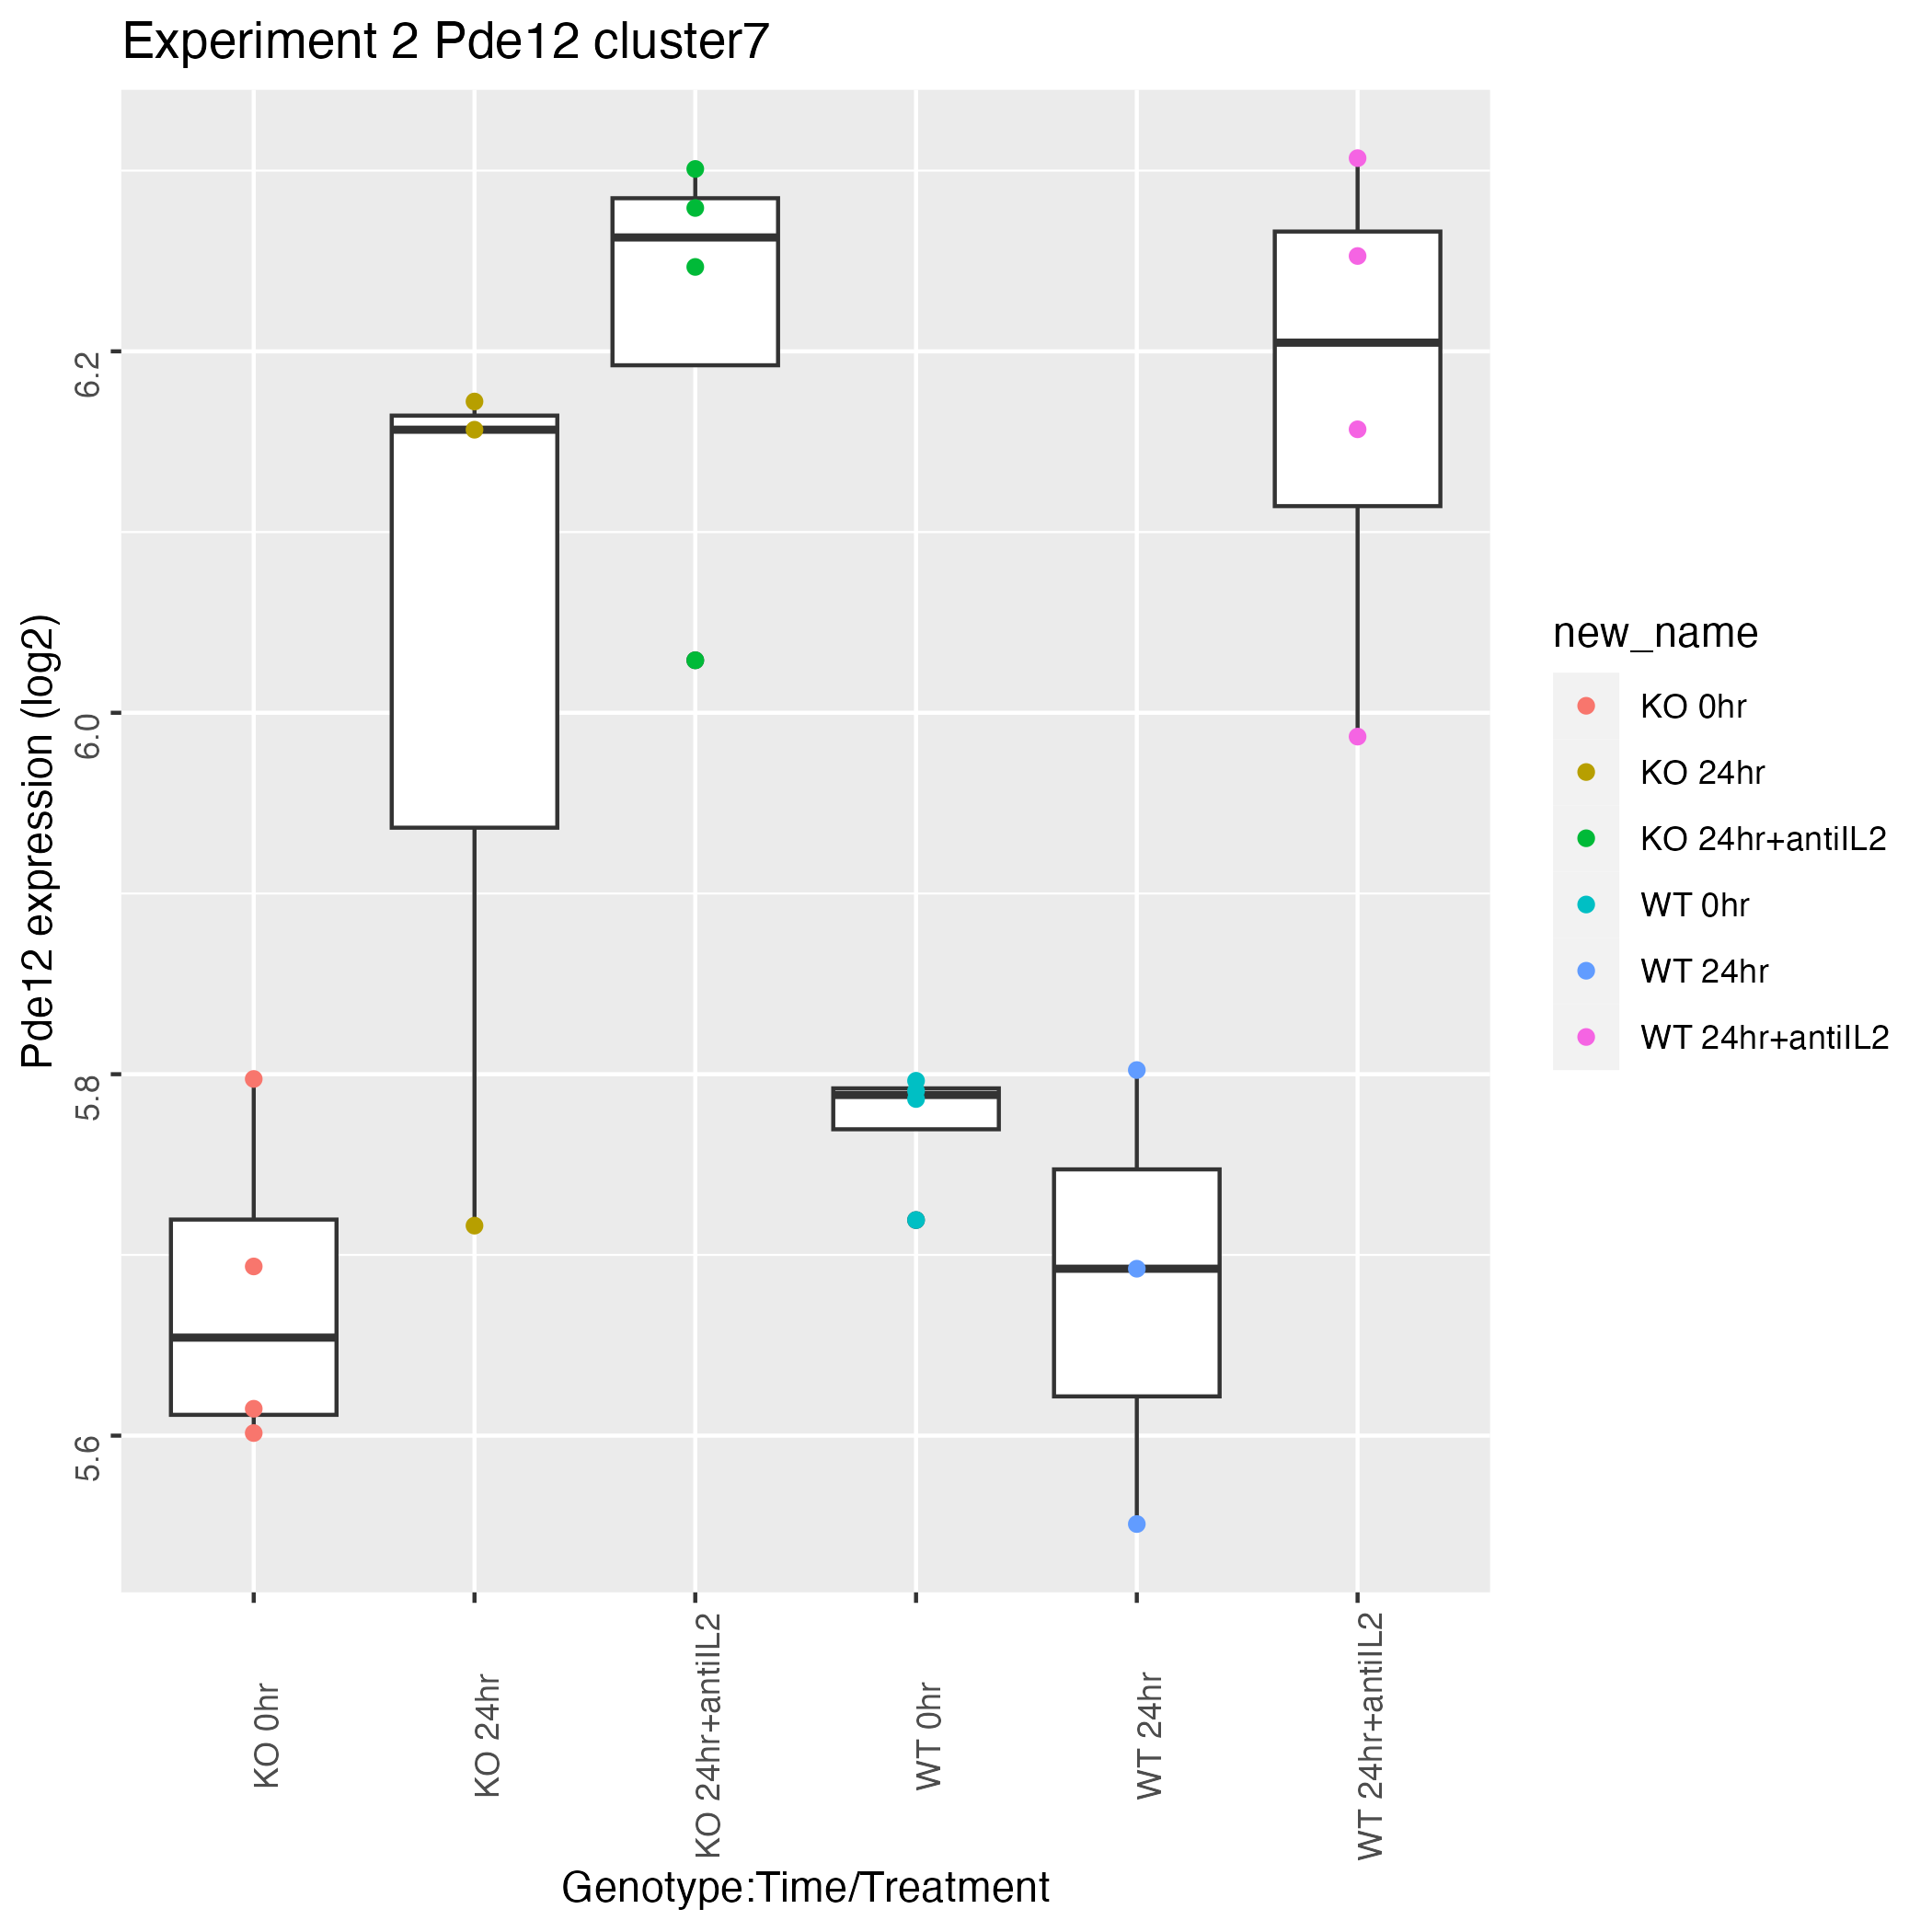 Experiment 2 Pde12 cluster7
Pde12 expression (log2)
6.2
6.0
5.8
5.6
KO 0hr
KO 24hr
KO 24hr+antiIL2
WT 0hr
WT 24hr
WT 24hr+antiIL2
Genotype:Time/Treatment
new_name
KO 0hr
KO 24hr
KO 24hr+antiIL2
WT 0hr
WT 24hr
WT 24hr+antiIL2